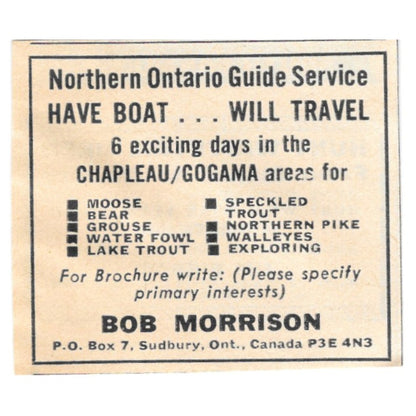 Northern Ontario Guide Service
HAVE BOAT . . . WILL TRAVEL
6 exciting days in the
CHAPLEAU/GOGAMA areas for
■ MOOSE
■ BEAR
■ GROUSE
■ WATER FOWL
■ LAKE TROUT
■ SPECKLED
TROUT
■ NORTHERN PIKE
■ WALLEYES
■ EXPLORING
For Brochure write: (Please specify
primary interests)
BOB MORRISON
P.O. Box 7, Sudbury, Ont., Canada P3E 4N3